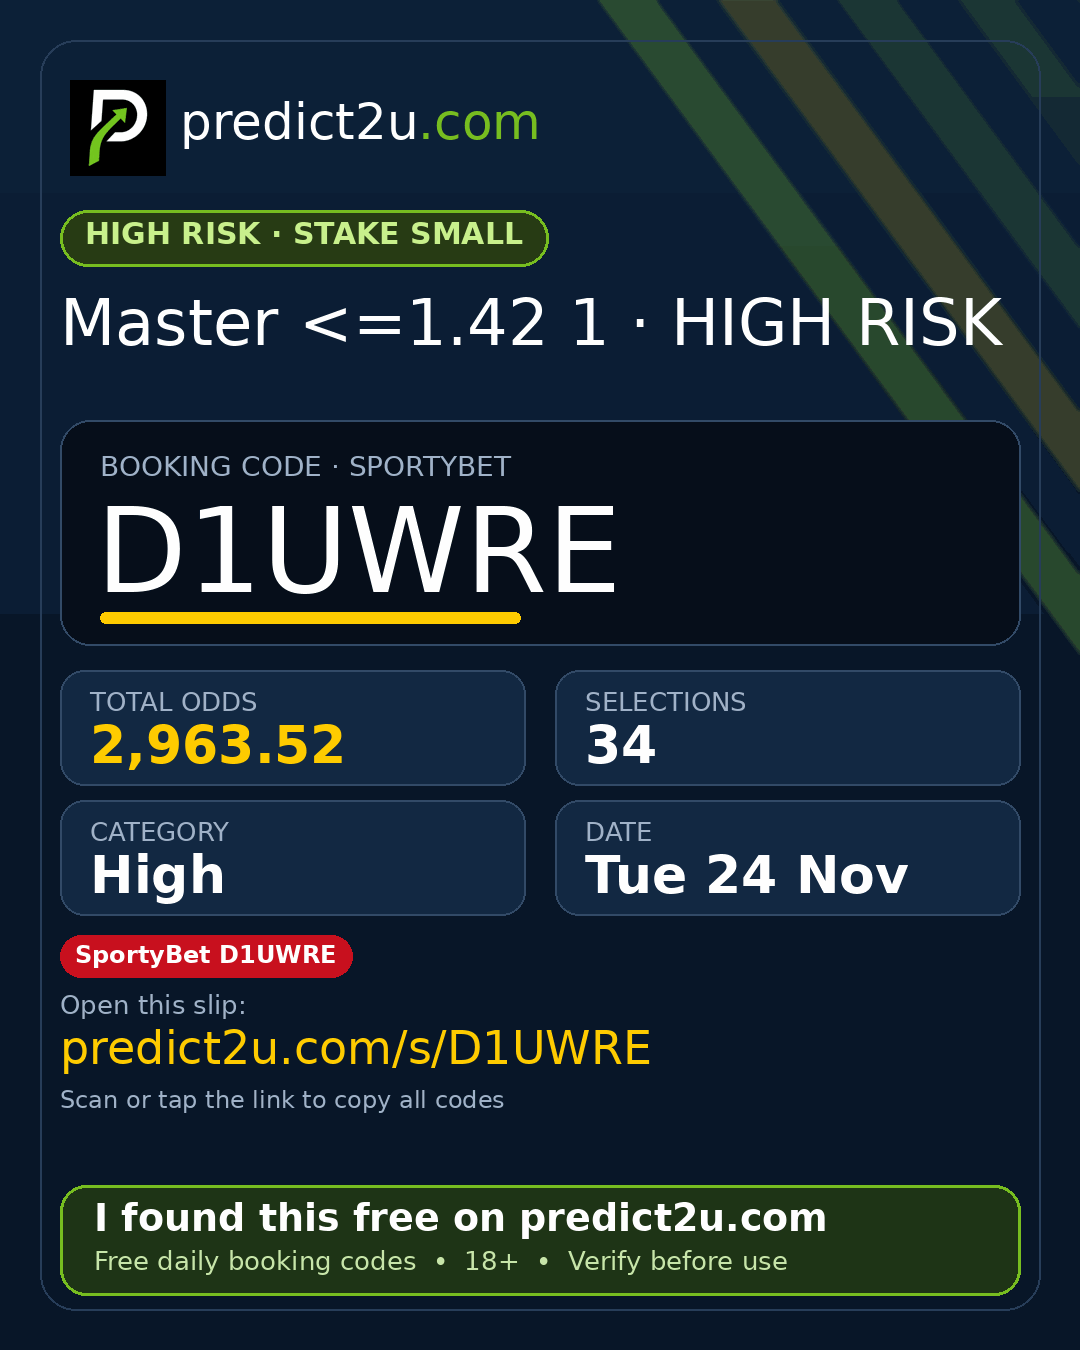 predict2u.com
HIGH RISK · STAKE SMALL
Master <=1.42 1 · HIGH RISK
BOOKING CODE · SPORTYBET
D1UWRE
TOTAL ODDS
2,963.52
SELECTIONS
34
CATEGORY
High
DATE
Tue 24 Nov
SportyBet D1UWRE
Open this slip:
predict2u.com/s/D1UWRE
Scan or tap the link to copy all codes
I found this free on predict2u.com
Free daily booking codes • 18+ • Verify before use